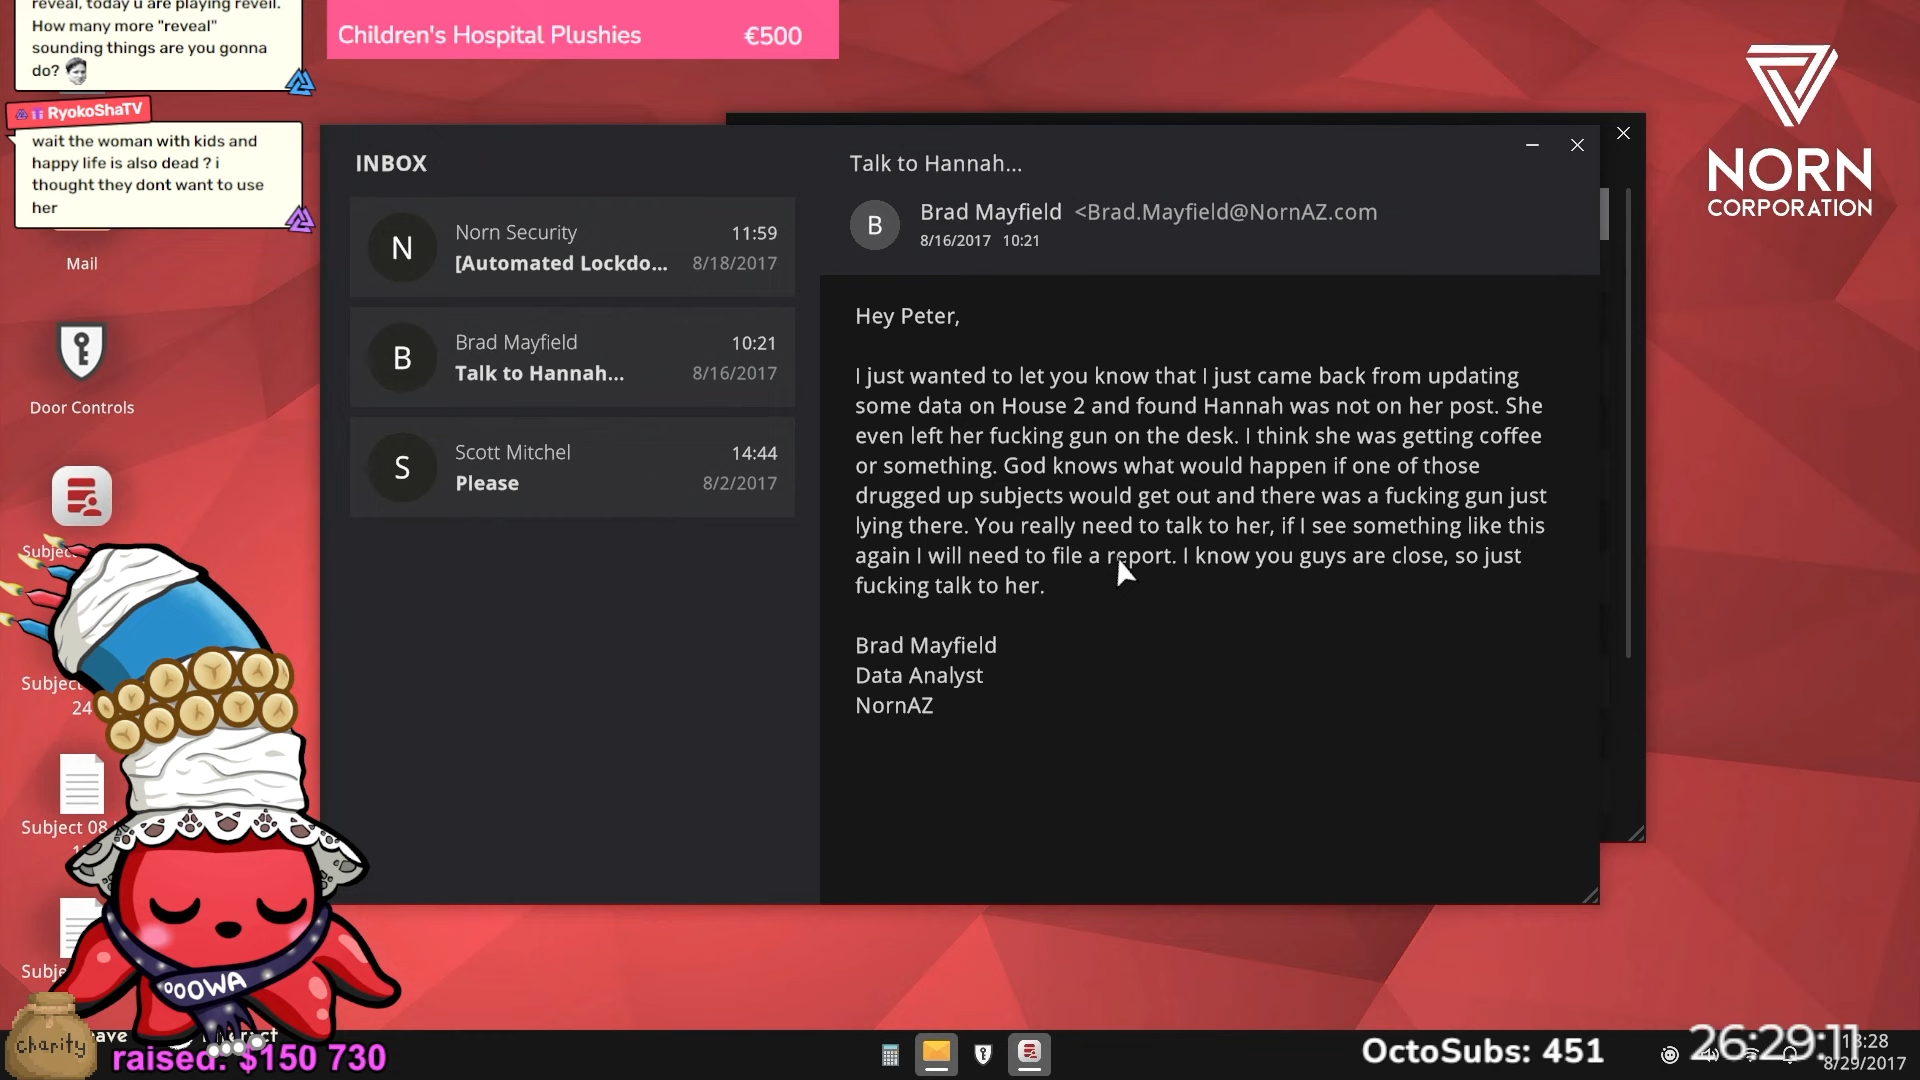 reveal, today u are playing reveil.
How many more "reveal"
sounding things are you gonna
do?
RyokoShaTV
wait the woman with kids and
happy life is also dead ? i
thought they dont want to use
her
Children's Hospital Plushies €500
NORN
CORPORATION
Mail
Door Controls
Subjec
Subject
24
Subject 08
Subje
INBOX
N
Norn Security 11:59
[Automated Lockdo... 8/18/2017
B
Brad Mayfield 10:21
Talk to Hannah... 8/16/2017
S
Scott Mitchel 14:44
Please 8/2/2017
Talk to Hannah...
B
Brad Mayfield <Brad.Mayfield@NornAZ.com
8/16/2017 10:21
Hey Peter,
I just wanted to let you know that I just came back from updating
some data on House 2 and found Hannah was not on her post. She
even left her fucking gun on the desk. I think she was getting coffee
or something. God knows what would happen if one of those
drugged up subjects would get out and there was a fucking gun just
lying there. You really need to talk to her, if I see something like this
again I will need to file a report. I know you guys are close, so just
fucking talk to her.
Brad Mayfield
Data Analyst
NornAZ
oooWA
charity
raised: $150 730
OctoSubs: 451
26:29:11
8:28
8/29/2017